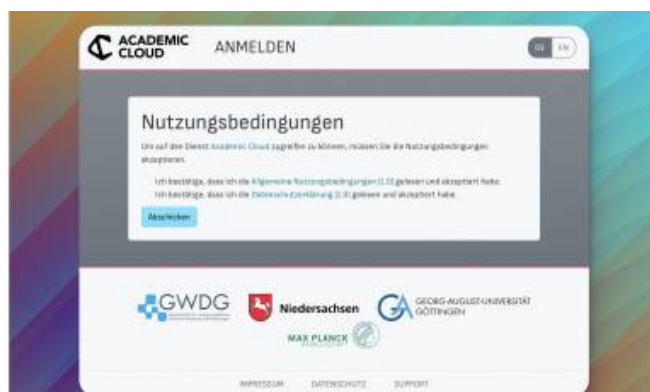 ACADEMIC
CLOUD
ANMELDEN
DE EN
Nutzungsbedingungen
Um auf den Dienst Academic Cloud zugreifen zu können, müssen Sie die Nutzungsbedingungen
akzeptieren.
Ich bestätige, dass ich die Allgemeine Nutzungsbedingungen (1.0) gelesen und akzeptiert habe.
Ich bestätige, dass ich die Datenschutzerklärung (1.0) gelesen und akzeptiert habe.
Abschicken
GWDG
Niedersachsen
GEORG-AUGUST-UNIVERSITÄT
GÖTTINGEN
MAX PLANCK
IMPRESSUM DATENSCHUTZ SUPPORT